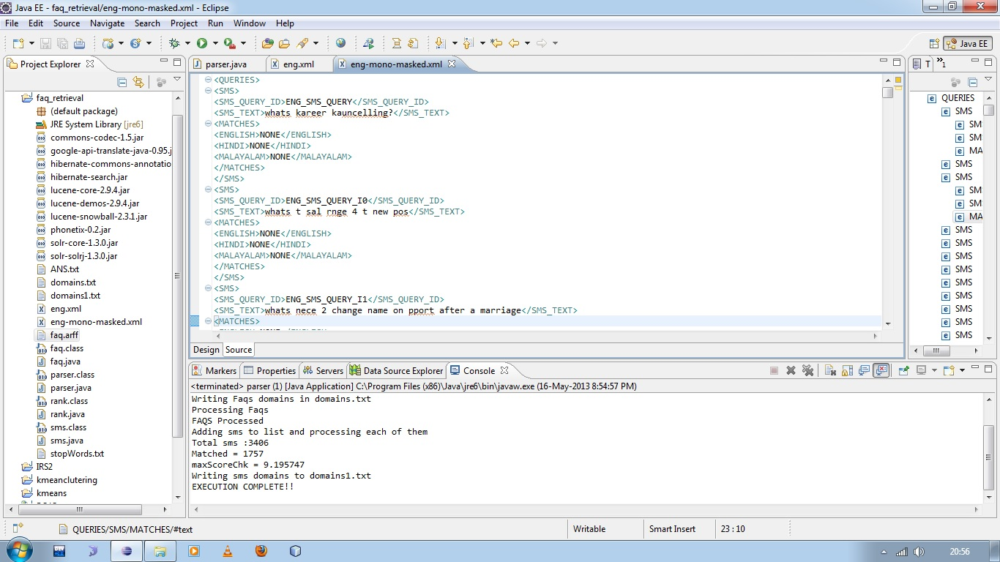 Java EE - faq_retrieval/eng-mono-masked.xml - Eclipse
File Edit Source Navigate Search Project Run Window Help
Java EE
Project Explorer
faq_retrieval
(default package)
JRE System Library [jre6]
commons-codec-1.5.jar
google-api-translate-java-0.95.j
hibernate-commons-annotatio
hibernate-search.jar
lucene-core-2.9.4.jar
lucene-demos-2.9.4.jar
lucene-snowball-2.3.1.jar
phonetix-0.2.jar
solr-core-1.3.0.jar
solr-solrj-1.3.0.jar
ANS.txt
domains.txt
domains1.txt
eng.xml
eng-mono-masked.xml
faq.arff
faq.class
faq.java
parser.class
parser.java
rank.class
rank.java
sms.class
sms.java
stopWords.txt
IRS2
kmeanclutering
kmeans
parser.java eng.xml eng-mono-masked.xml
<QUERIES>
<SMS>
<SMS_QUERY_ID>ENG_SMS_QUERY</SMS_QUERY_ID>
<SMS_TEXT>whats kareer kauncelling?</SMS_TEXT>
<MATCHES>
<ENGLISH>NONE</ENGLISH>
<HINDI>NONE</HINDI>
<MALAYALAM>NONE</MALAYALAM>
</MATCHES>
</SMS>
<SMS>
<SMS_QUERY_ID>ENG_SMS_QUERY_I0</SMS_QUERY_ID>
<SMS_TEXT>whats t sal rnge 4 t new pos</SMS_TEXT>
<MATCHES>
<ENGLISH>NONE</ENGLISH>
<HINDI>NONE</HINDI>
<MALAYALAM>NONE</MALAYALAM>
</MATCHES>
</SMS>
<SMS>
<SMS_QUERY_ID>ENG_SMS_QUERY_I1</SMS_QUERY_ID>
<SMS_TEXT>whats nece 2 change name on pport after a marriage</SMS_TEXT>
<MATCHES>
Design Source
T 1
QUERIES
SMS
SM
SM
MA
SMS
SMS
SM
SM
MA
SMS
SMS
SMS
SMS
SMS
SMS
SMS
SMS
SMS
Markers Properties Servers Data Source Explorer Console
<terminated> parser (1) [Java Application] C:\Program Files (x86)\Java\jre6\bin\javaw.exe (16-May-2013 8:54:57 PM)
Writing Faqs domains in domains.txt
Processing Faqs
FAQS Processed
Adding sms to list and processing each of them
Total sms :3406
Matched = 1757
maxScoreChk = 9.195747
Writing sms domains to domains1.txt
EXECUTION COMPLETE!!
QUERIES/SMS/MATCHES/#text Writable Smart Insert 23 : 10
20:56